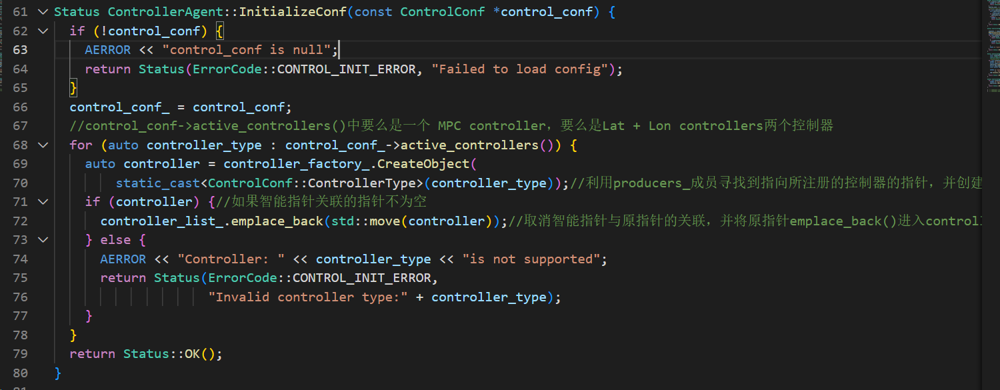 61 Status ControllerAgent::InitializeConf(const ControlConf *control_conf) {
62 if (!control_conf) {
63 AERROR << "control_conf is null";
64 return Status(ErrorCode::CONTROL_INIT_ERROR, "Failed to load config");
65 }
66 control_conf_ = control_conf;
67 //control_conf->active_controllers()中要么是一个 MPC controller，要么是Lat + Lon controllers两个控制器
68 for (auto controller_type : control_conf_->active_controllers()) {
69 auto controller = controller_factory_.CreateObject(
70 static_cast<ControlConf::ControllerType>(controller_type));//利用producers_成员寻找到指向所注册的控制器的指针，并创建
71 if (controller) {//如果智能指针关联的指针不为空
72 controller_list_.emplace_back(std::move(controller));//取消智能指针与原指针的关联，并将原指针emplace_back()进入control
73 } else {
74 AERROR << "Controller: " << controller_type << "is not supported";
75 return Status(ErrorCode::CONTROL_INIT_ERROR,
76 "Invalid controller type:" + controller_type);
77 }
78 }
79 return Status::OK();
80 }